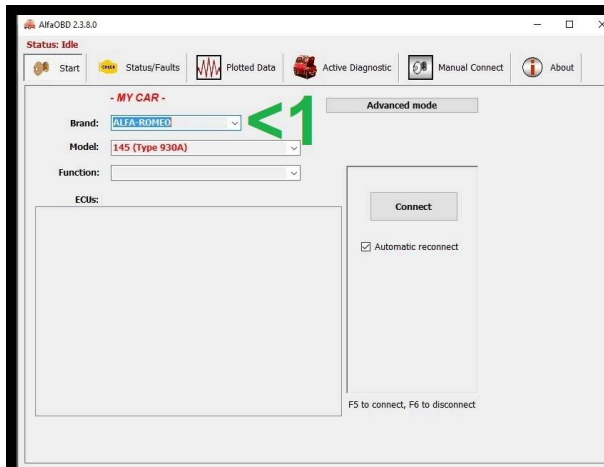 AlfaOBD 2.3.8.0
Status: Idle
Start Status/Faults Plotted Data Active Diagnostic Manual Connect About
- MY CAR -
Advanced mode
Brand: ALFA-ROMEO <1
Model: 145 (Type 930A)
Function:
ECUs:
Connect
Automatic reconnect
F5 to connect, F6 to disconnect